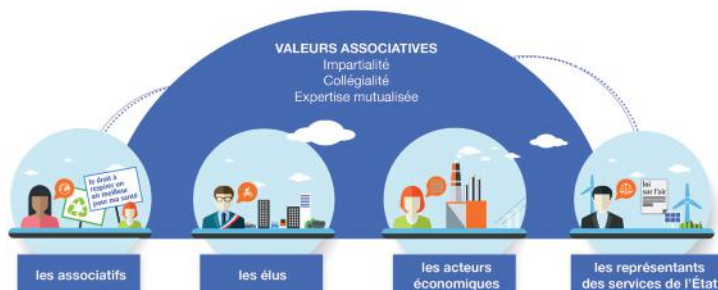 VALEURS ASSOCIATIVES
Impartialité
Collégialité
Expertise mutualisée
le droit à
respirer un
air meilleur
pour ma santé
loi
sur l'air
les associatifs
les élus
les acteurs
économiques
les représentants
des services de l'État